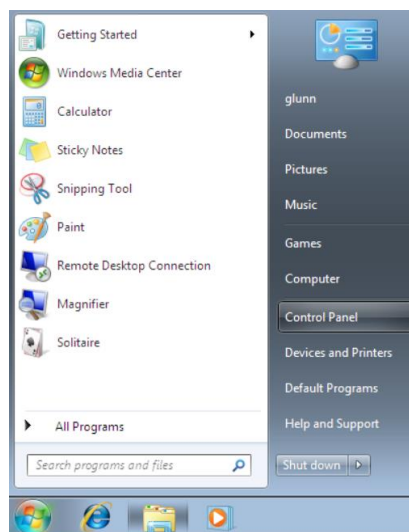 Getting Started
Windows Media Center
Calculator
Sticky Notes
Snipping Tool
Paint
Remote Desktop Connection
Magnifier
Solitaire
All Programs
Search programs and files
glunn
Documents
Pictures
Music
Games
Computer
Control Panel
Devices and Printers
Default Programs
Help and Support
Shut down